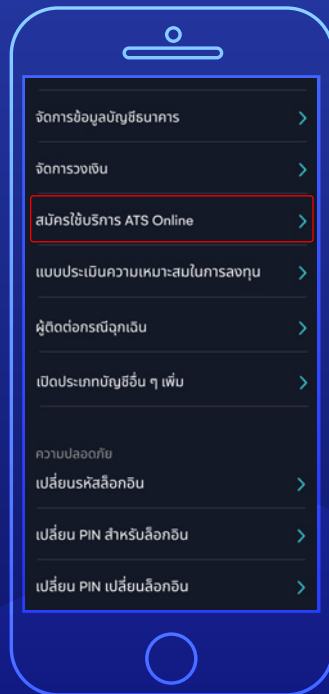 จัดการข้อมูลบัญชีธนาคาร
จัดการวงเงิน
สมัครใช้บริการ ATS Online
แบบประเมินความเหมาะสมในการลงทุน
ผู้ติดต่อกรณีฉุกเฉิน
เปิดประเภทบัญชีอื่น ๆ เพิ่ม
ความปลอดภัย
เปลี่ยนรหัสล็อกอิน
เปลี่ยน PIN สำหรับล็อกอิน
เปลี่ยน PIN เปลี่ยนล็อกอิน